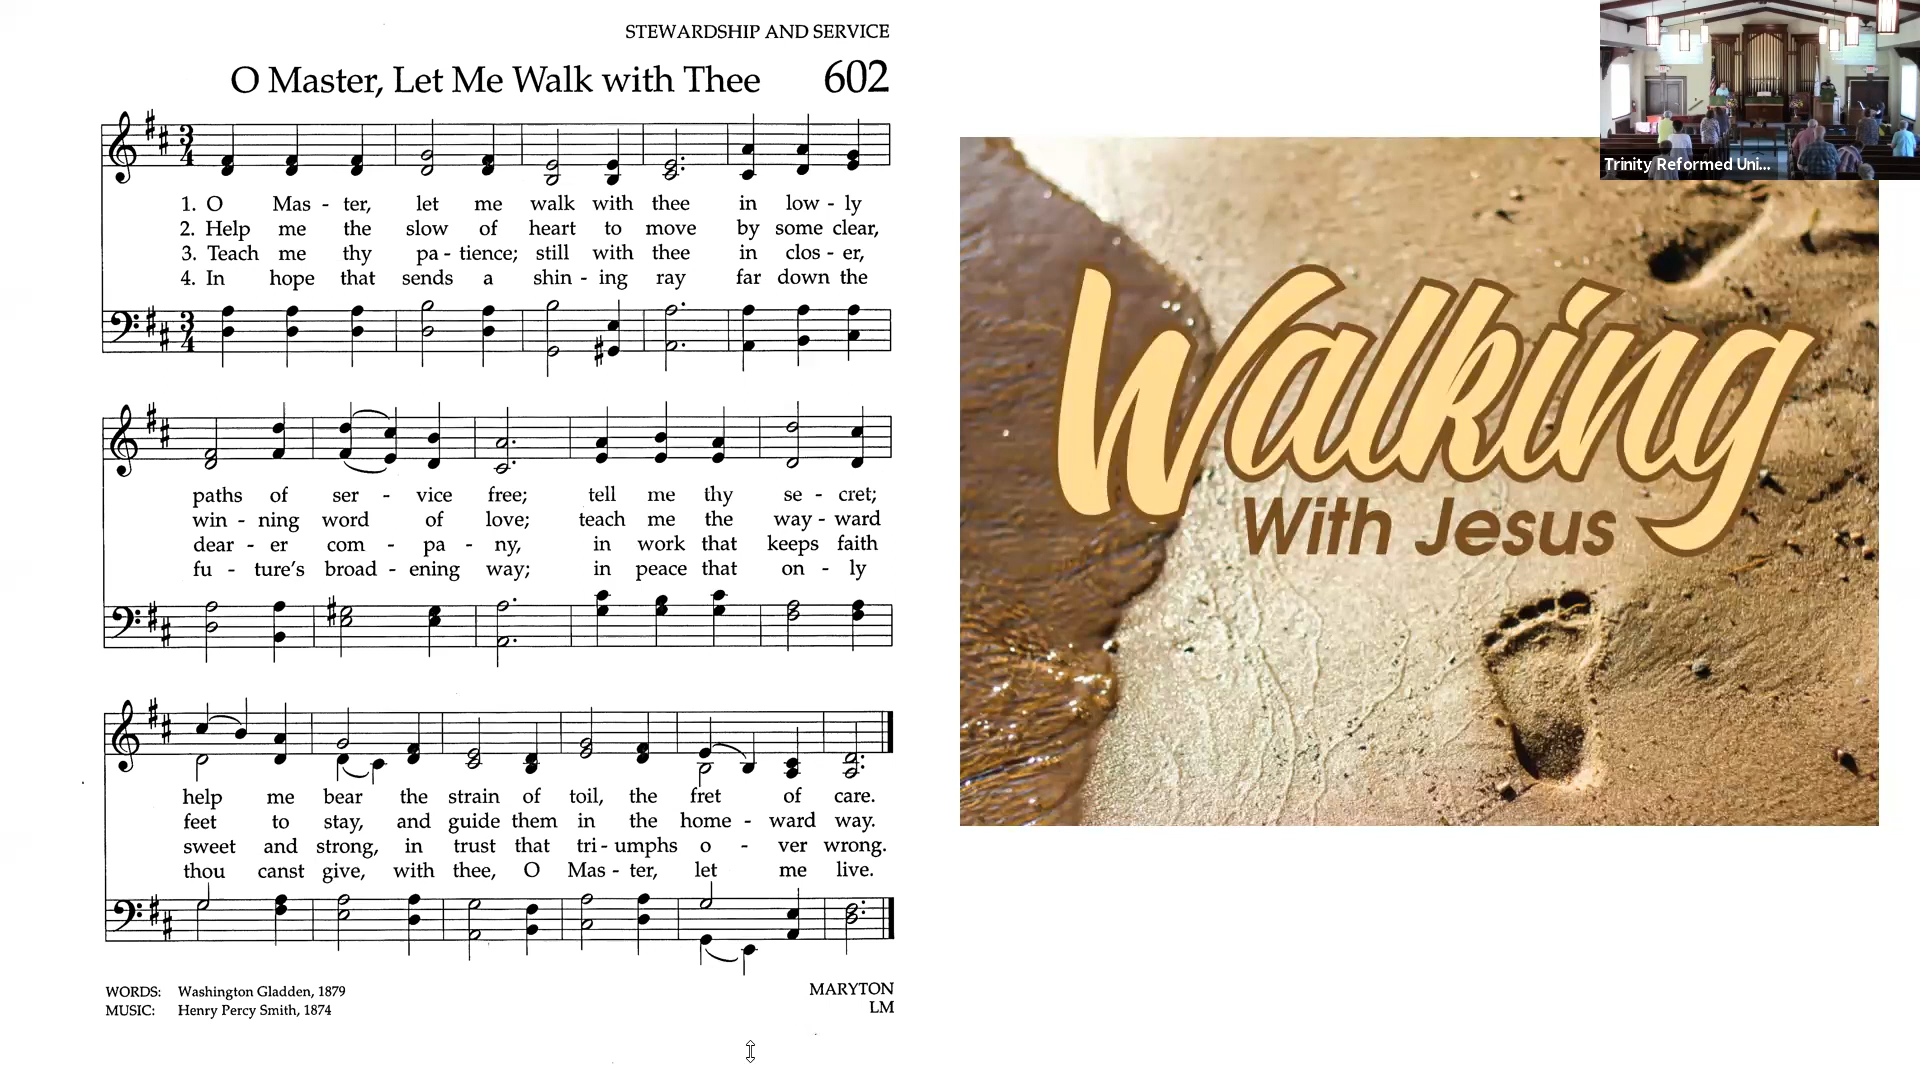 STEWARDSHIP AND SERVICE
O Master, Let Me Walk with Thee 602
3
4
1. O Mas - ter, let me walk with thee in low - ly
2. Help me the slow of heart to move by some clear,
3. Teach me thy pa - tience; still with thee in clos - er,
4. In hope that sends a shin - ing ray far down the
3
4
paths of ser - vice free; tell me thy se - cret;
win - ning word of love; teach me the way - ward
dear - er com - pa - ny, in work that keeps faith
fu - ture's broad - ening way; in peace that on - ly
help me bear the strain of toil, the fret of care.
feet to stay, and guide them in the home - ward way.
sweet and strong, in trust that tri - umphs o - ver wrong.
thou canst give, with thee, O Mas - ter, let me live.
WORDS: Washington Gladden, 1879
MUSIC: Henry Percy Smith, 1874
MARYTON
LM
Walking
With Jesus
Trinity Reformed Uni...